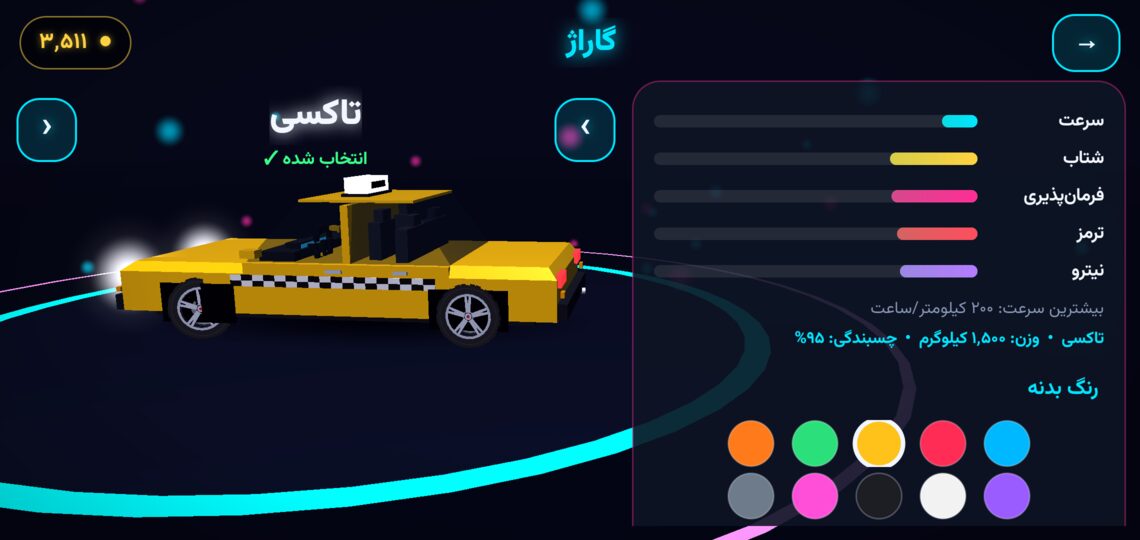 گاراژ
۳,۵۱۱
→
تاکسی
انتخاب شده ✓
سرعت
شتاب
فرمان‌پذیری
ترمز
نیترو
بیشترین سرعت: ۲۰۰ کیلومتر/ساعت
تاکسی • وزن: ۱,۵۰۰ کیلوگرم • چسبندگی: ۹۵%
رنگ بدنه